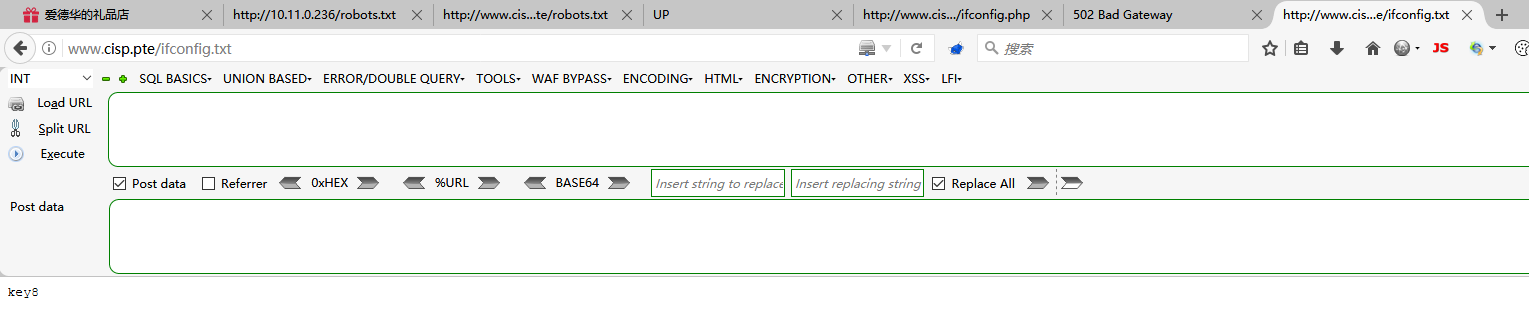 爱德华的礼品店 http://10.11.0.236/robots.txt http://www.cis...te/robots.txt UP http://www.cis.../ifconfig.php 502 Bad Gateway http://www.cis...e/ifconfig.txt
www.cisp.pte/ifconfig.txt 搜索 JS
INT SQL BASICS UNION BASED ERROR/DOUBLE QUERY TOOLS WAF BYPASS ENCODING HTML ENCRYPTION OTHER XSS LFI
Load URL
Split URL
Execute
Post data Referrer 0xHEX %URL BASE64 Insert string to replace Insert replacing string Replace All
Post data
key8